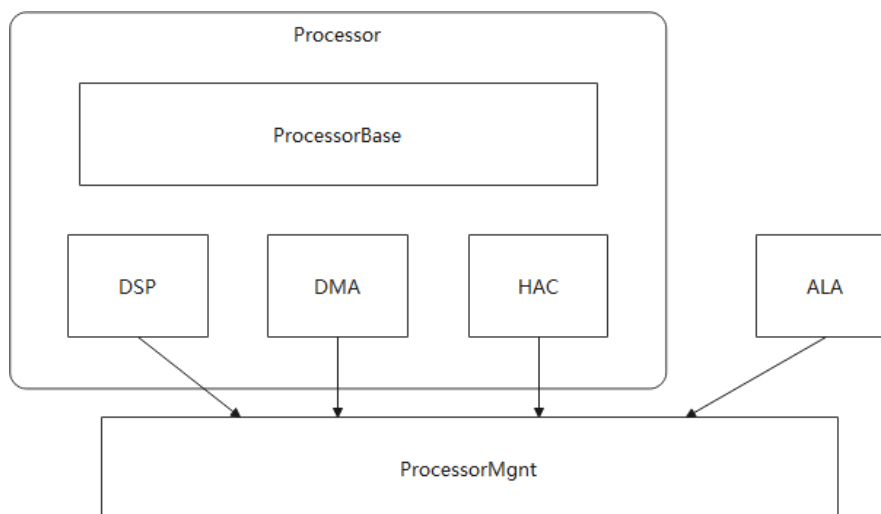 Processor
ProcessorBase
DSP
DMA
HAC
ALA
ProcessorMgnt